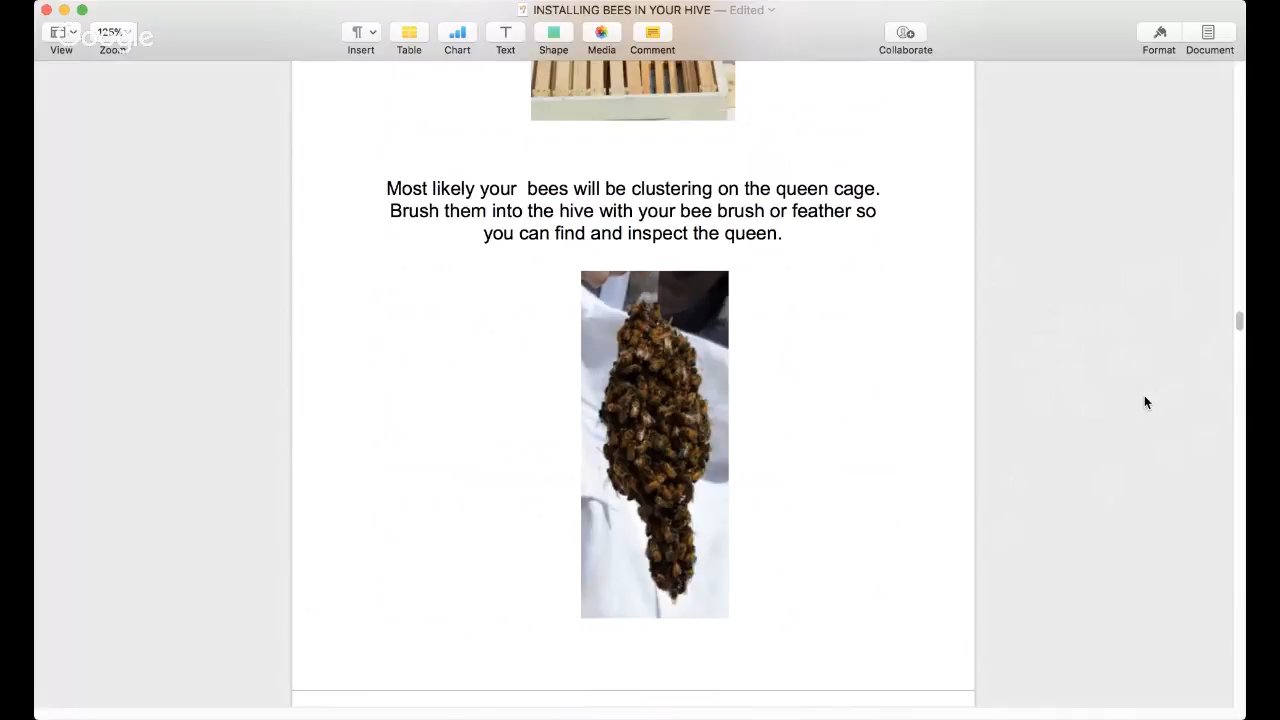 INSTALLING BEES IN YOUR HIVE — Edited
125%
Google
View
Zoom
Insert
Table
Chart
Text
Shape
Media
Comment
Collaborate
Format
Document
Most likely your  bees will be clustering on the queen cage.
Brush them into the hive with your bee brush or feather so
you can find and inspect the queen.